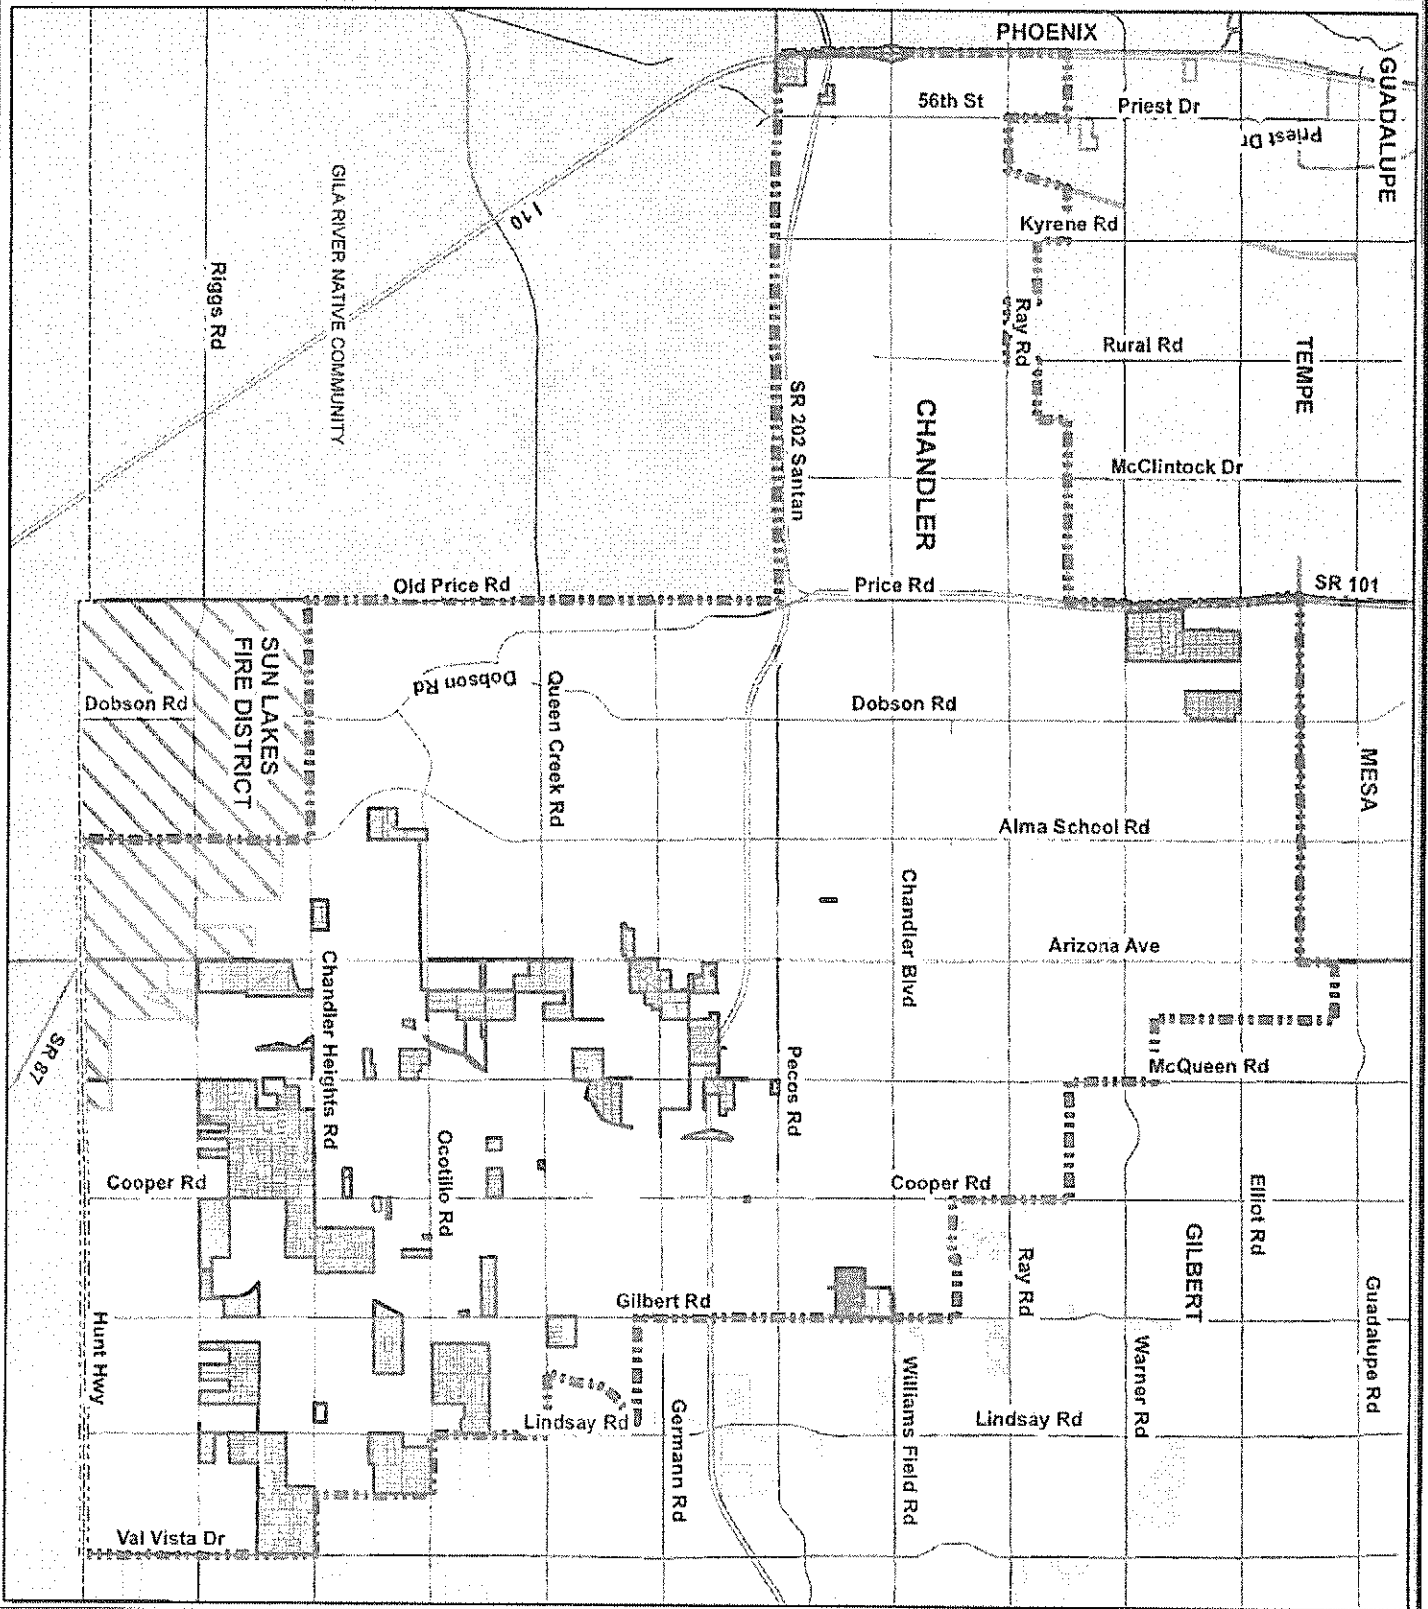 PHOENIX
GUADALUPE
56th St
Priest Dr
Priest Dr
GILA RIVER NATIVE COMMUNITY
I 10
Kyrene Rd
Riggs Rd
Ray Rd
Rural Rd
TEMPE
SR 202 Santan
CHANDLER
McClintock Dr
Old Price Rd
Price Rd
SR 101
SUN LAKES
FIRE DISTRICT
Dobson Rd
Dobson Rd
Queen Creek Rd
Dobson Rd
MESA
Alma School Rd
Chandler Blvd
Arizona Ave
Chandler Heights Rd
SR 87
Pecos Rd
McQueen Rd
Ocotillo Rd
Cooper Rd
Cooper Rd
Elliot Rd
GILBERT
Ray Rd
Guadalupe Rd
Gilbert Rd
Hunt Hwy
Williams Field Rd
Warner Rd
Lindsay Rd
Germann Rd
Lindsay Rd
Val Vista Dr